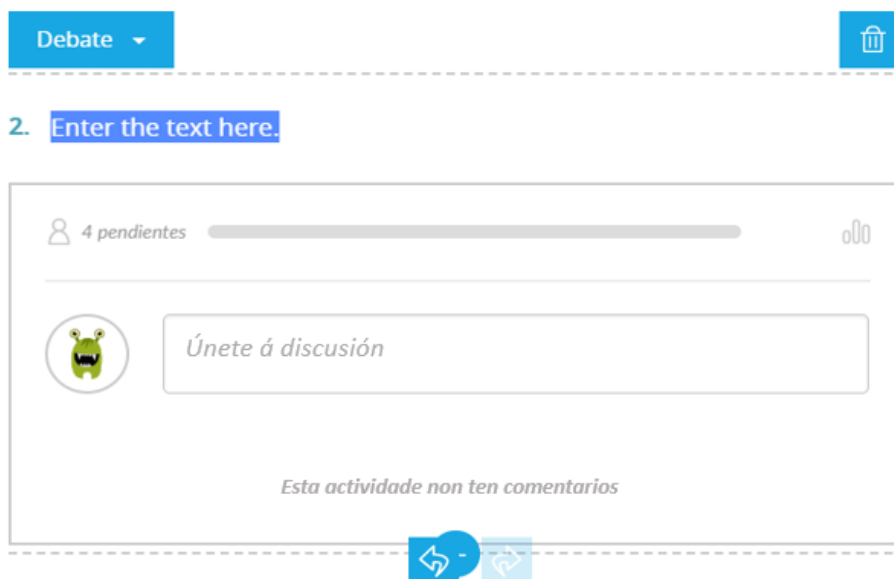 Debate
2. Enter the text here.
4 pendientes
Únete á discusión
Esta actividade non ten comentarios
-